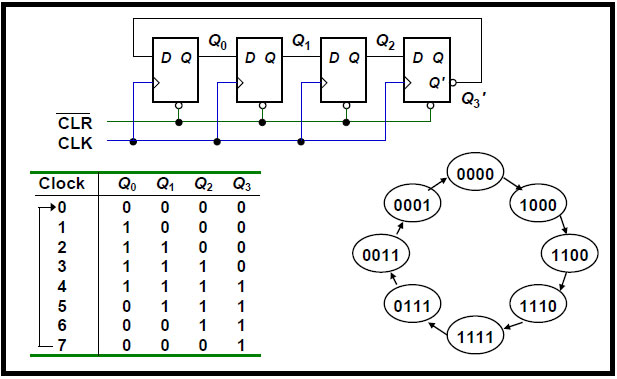 Q0 Q1 Q2
D Q D Q D Q D Q
Q'
Q3'
CLR
CLK
Clock Q0 Q1 Q2 Q3
0 0 0 0 0
1 1 0 0 0
2 1 1 0 0
3 1 1 1 0
4 1 1 1 1
5 0 1 1 1
6 0 0 1 1
7 0 0 0 1
0000
0001 1000
0011 1100
0111 1110
1111